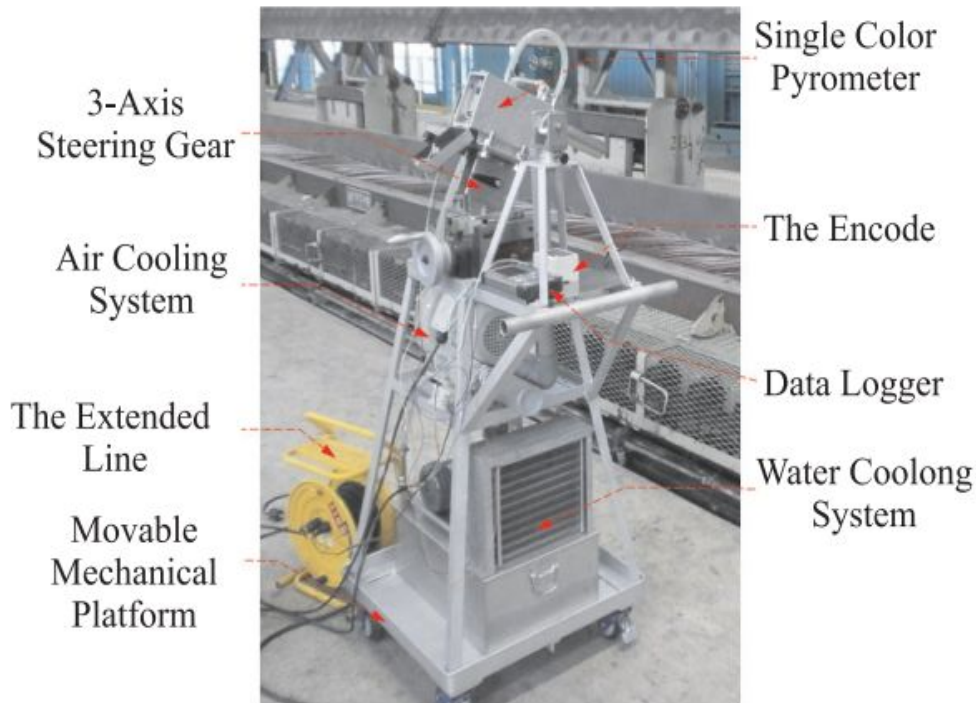 Single Color
Pyrometer
3-Axis
Steering Gear
The Encode
Air Cooling
System
Data Logger
The Extended
Line
Water Coolong
System
Movable
Mechanical
Platform